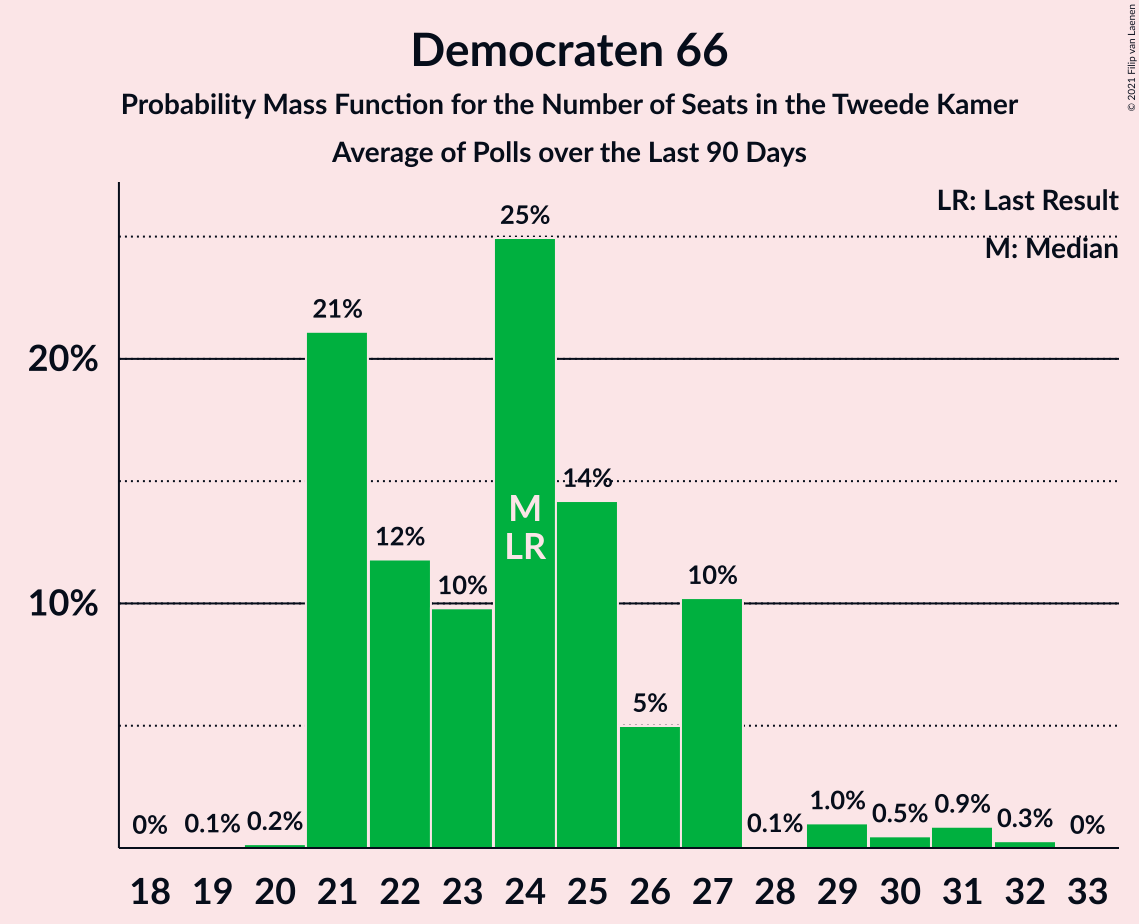 Democraten 66
Probability Mass Function for the Number of Seats in the Tweede Kamer
Average of Polls over the Last 90 Days
© 2021 Filip van Laenen
LR: Last Result
M: Median
20%
10%
0%
0.1%
0.2%
21%
12%
10%
25%
14%
5%
10%
0.1%
1.0%
0.5%
0.9%
0.3%
0%
M
LR
18 19 20 21 22 23 24 25 26 27 28 29 30 31 32 33